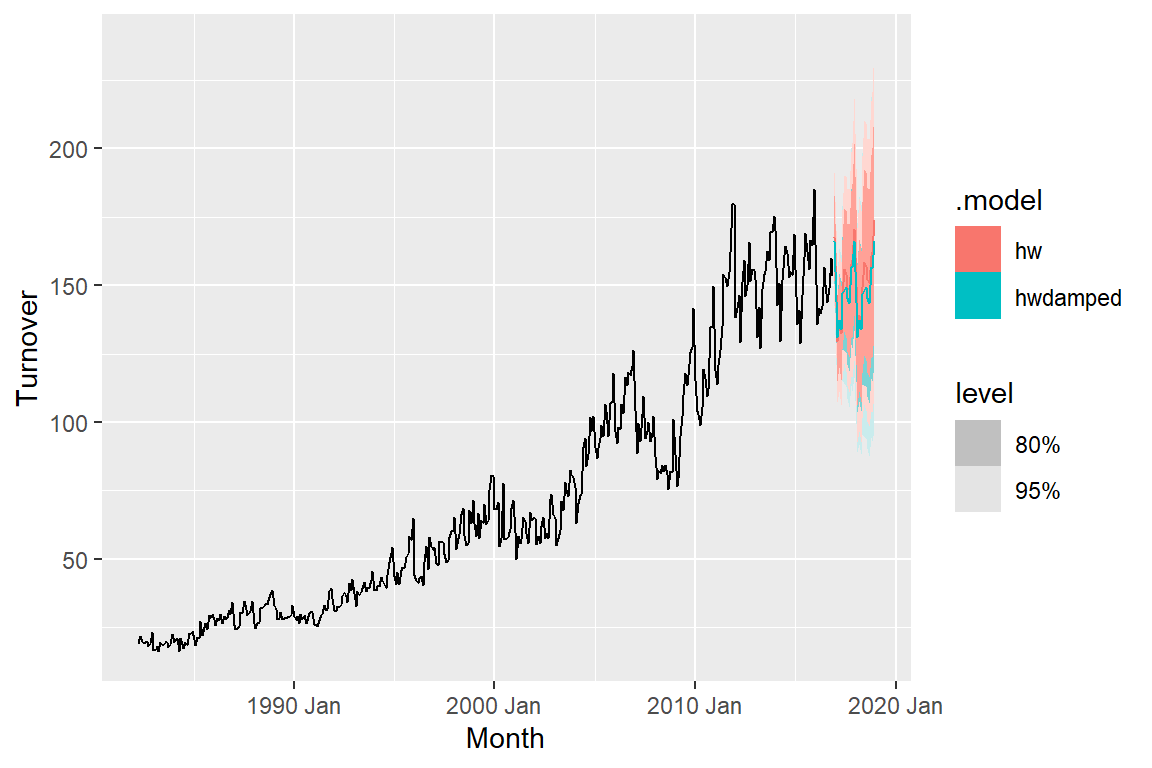 200
150
100
50
Turnover
1990 Jan
2000 Jan
2010 Jan
2020 Jan
Month
.model
hw
hwdamped
level
80%
95%